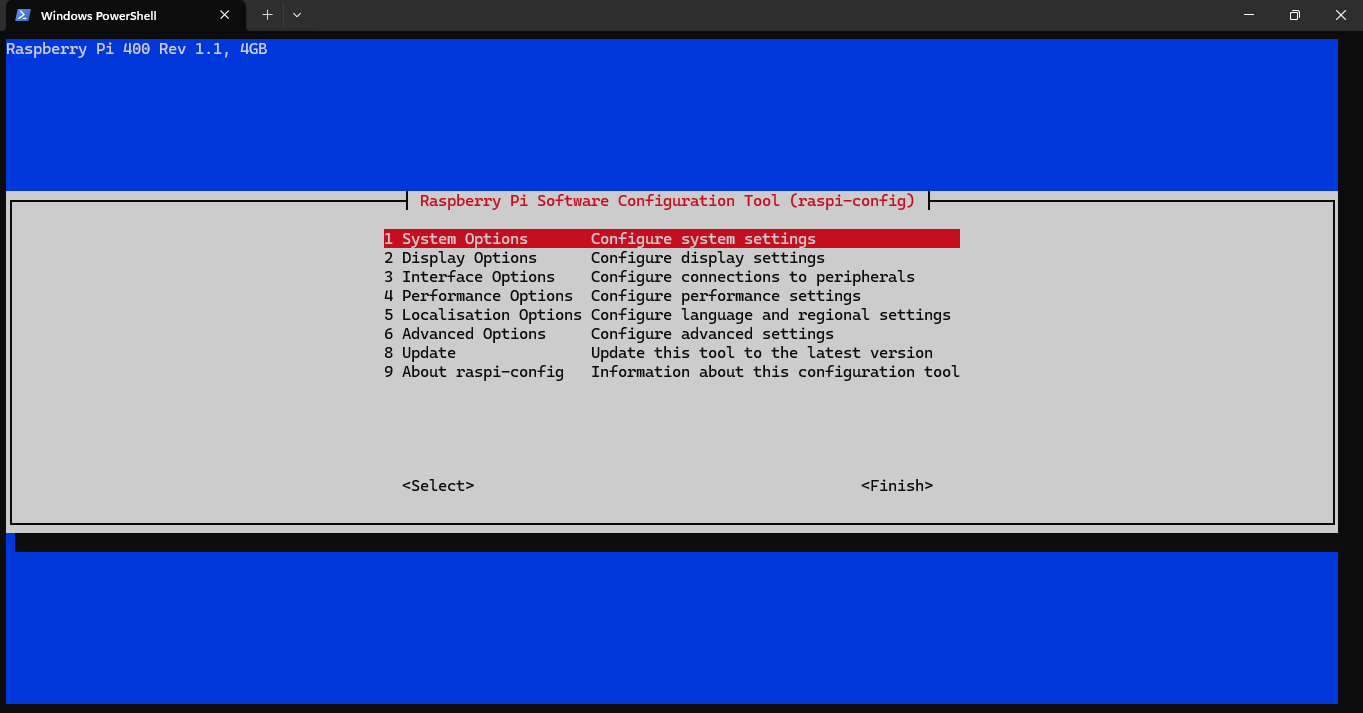 Windows PowerShell
Raspberry Pi 400 Rev 1.1, 4GB
Raspberry Pi Software Configuration Tool (raspi-config)
1 System Options Configure system settings
2 Display Options Configure display settings
3 Interface Options Configure connections to peripherals
4 Performance Options Configure performance settings
5 Localisation Options Configure language and regional settings
6 Advanced Options Configure advanced settings
8 Update Update this tool to the latest version
9 About raspi-config Information about this configuration tool
<Select> <Finish>